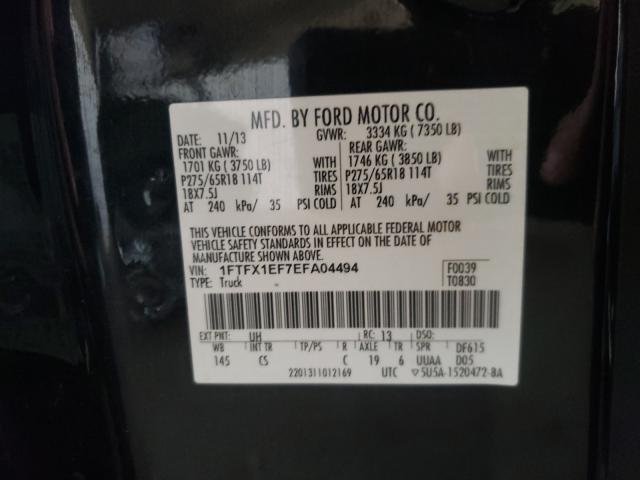 MFD. BY FORD MOTOR CO.
DATE: 11/13 GVWR: 3334 KG ( 7350 LB)
FRONT GAWR: REAR GAWR:
1701 KG ( 3750 LB) WITH 1746 KG ( 3850 LB) WITH
P275/65R18 114T TIRES P275/65R18 114T TIRES
18X7.5J RIMS 18X7.5J RIMS
AT 240 kPa/ 35 PSI COLD AT 240 kPa/ 35 PSI COLD
THIS VEHICLE CONFORMS TO ALL APPLICABLE FEDERAL MOTOR
VEHICLE SAFETY STANDARDS IN EFFECT ON THE DATE OF
MANUFACTURE SHOWN ABOVE.
VIN: 1FTFX1EF7EFA04494 F0039
TYPE: Truck T0830
EXT PNT: UH RC: 13 DSO:
WB INT TR TP/PS R AXLE TR SPR DF615
145 CS C 19 6 UUAA D05
2201311012169 UTC ▽5U5A-1520472-BA